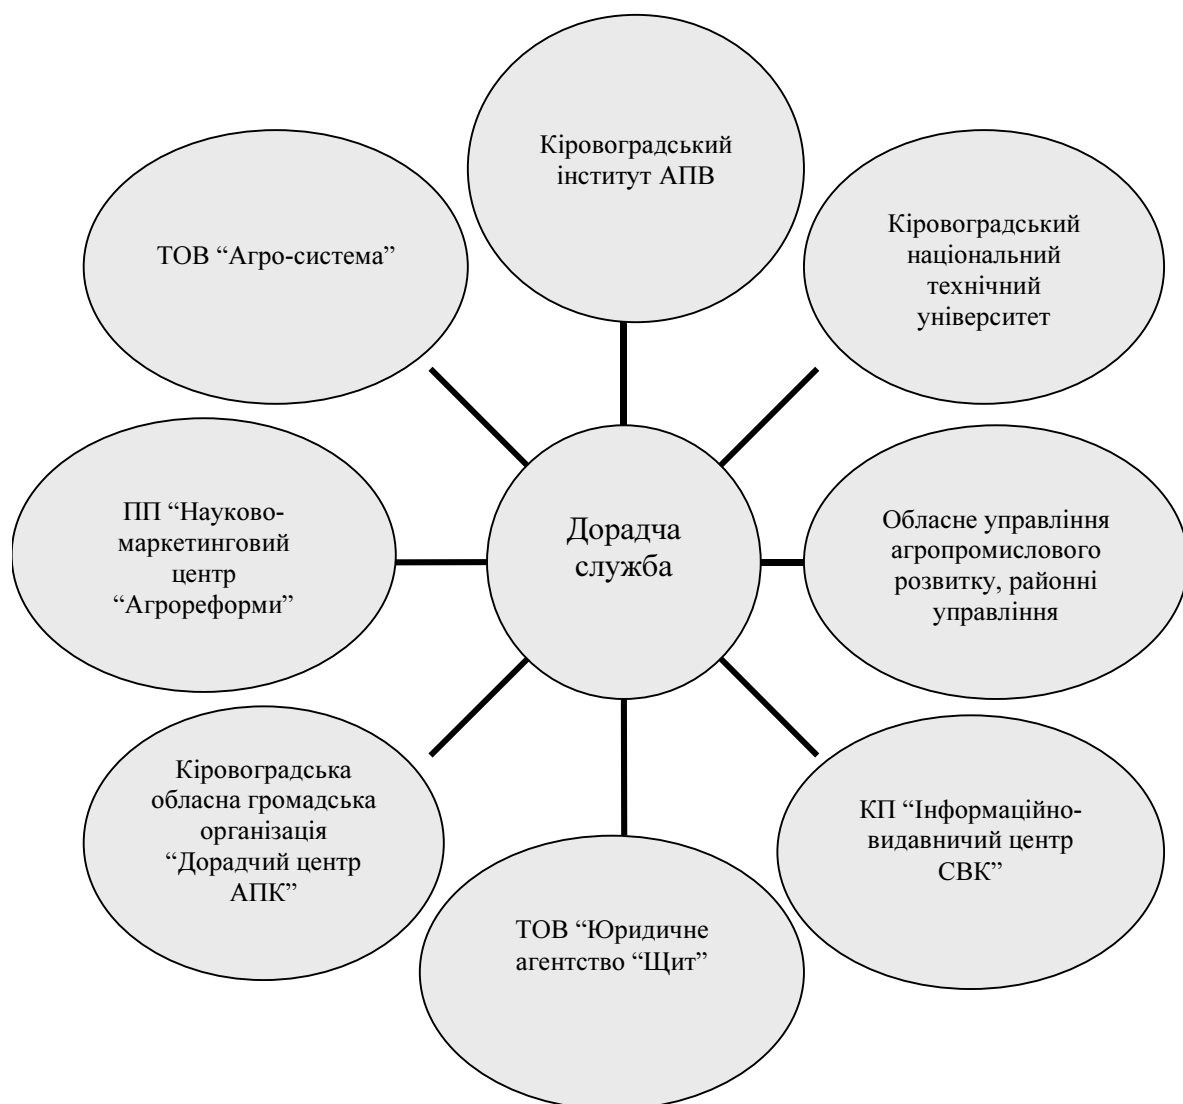 Кіровоградський
інститут АПВ
ТОВ “Агро-система”
Кіровоградський
національний
технічний
університет
ПП “Науково-
маркетинговий
центр
“Агрореформи”
Дорадча
служба
Обласне управління
агропромислового
розвитку, районні
управління
Кіровоградська
обласна громадська
організація
“Дорадчий центр
АПК”
КП “Інформаційно-
видавничий центр
СВК”
ТОВ “Юридичне
агентство “Щит”